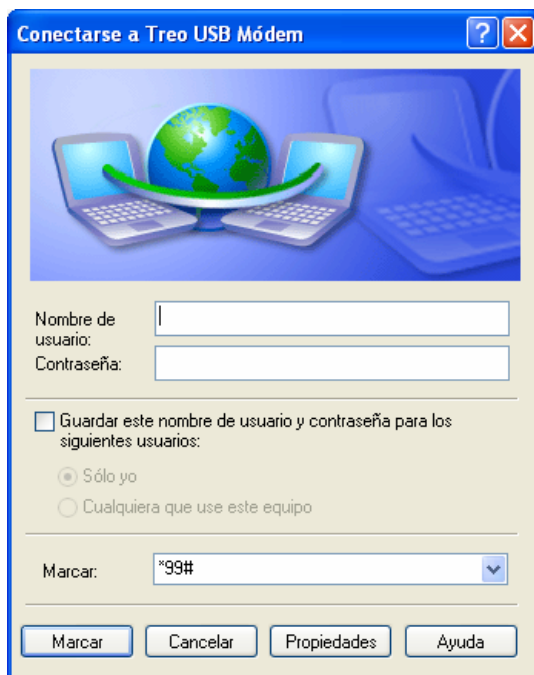 Conectarse a Treo USB Módem
Nombre de
usuario:
Contraseña:
Guardar este nombre de usuario y contraseña para los
siguientes usuarios:
Sólo yo
Cualquiera que use este equipo
Marcar:
*99#
Marcar
Cancelar
Propiedades
Ayuda